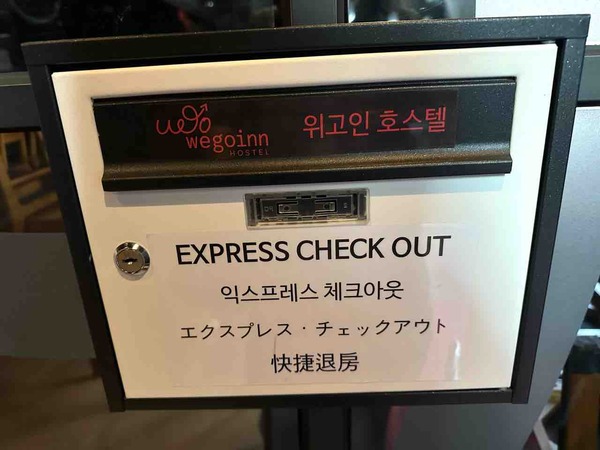 wegoinn
HOSTEL
위고인 호스텔
EXPRESS CHECK OUT
익스프레스 체크아웃
エクスプレス・チェックアウト
快捷退房